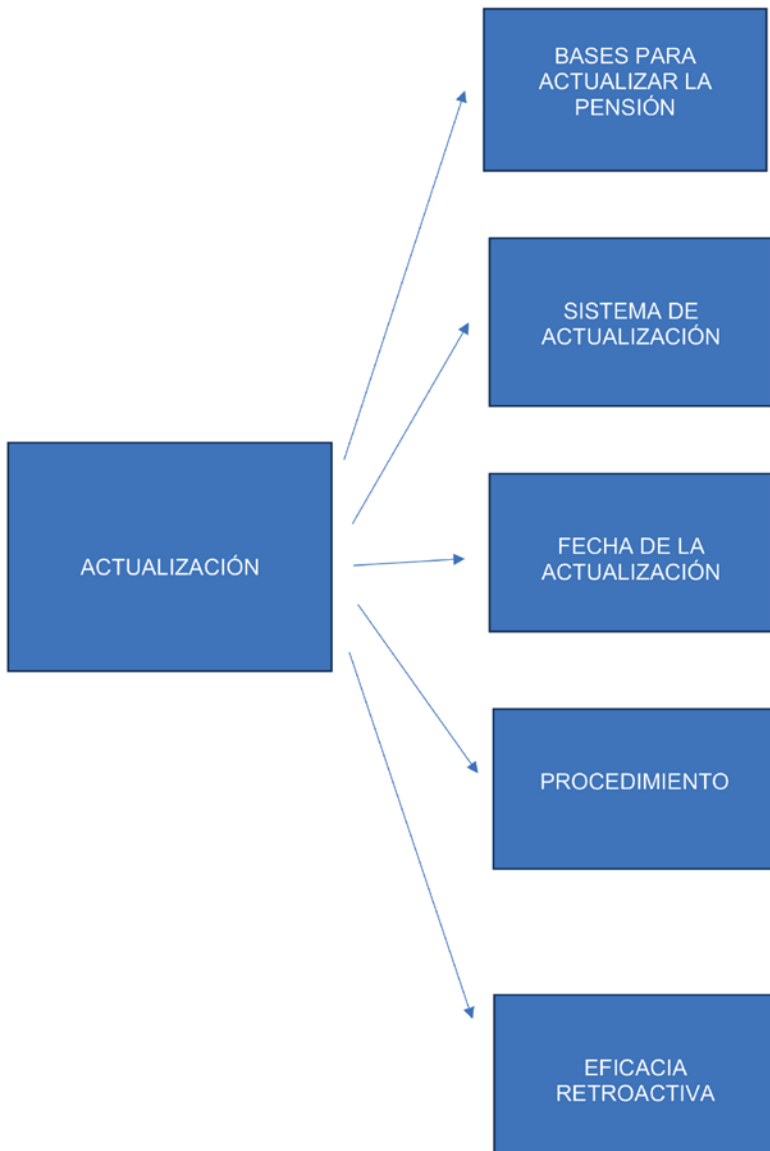 BASES PARA
ACTUALIZAR LA
PENSIÓN
SISTEMA DE
ACTUALIZACIÓN
ACTUALIZACIÓN
FECHA DE LA
ACTUALIZACIÓN
PROCEDIMIENTO
EFICACIA
RETROACTIVA